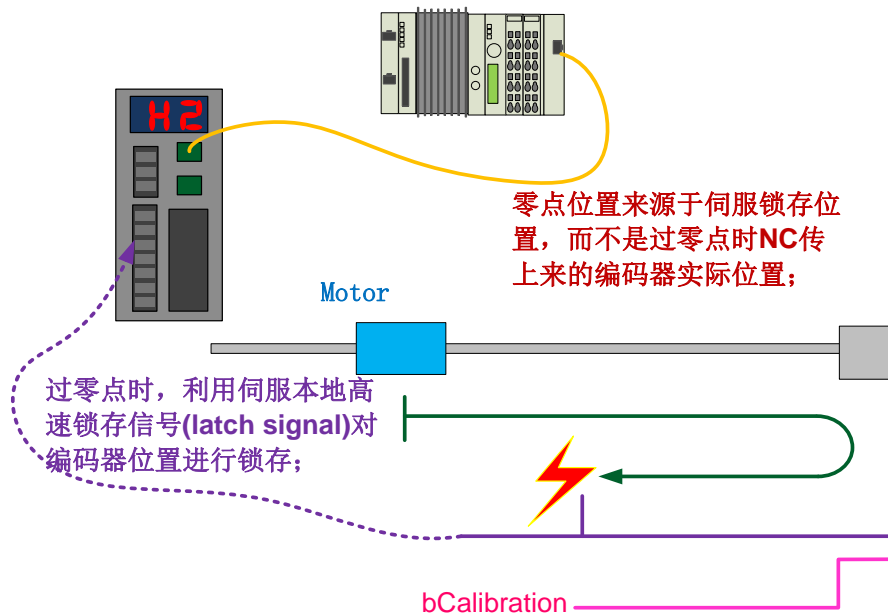 H2
零点位置来源于伺服锁存位
置，而不是过零点时NC传
上来的编码器实际位置；
Motor
过零点时，利用伺服本地高
速锁存信号(latch signal)对
编码器位置进行锁存；
bCalibration